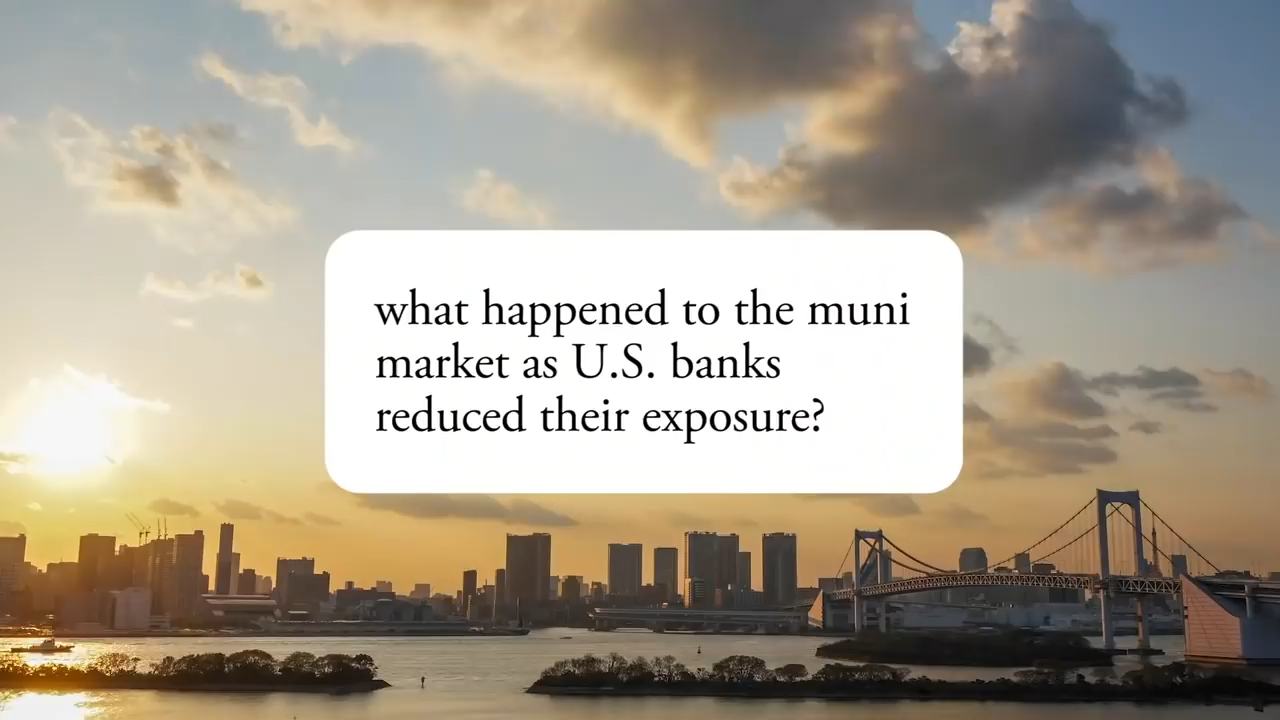 what happened to the muni
market as U.S. banks
reduced their exposure?